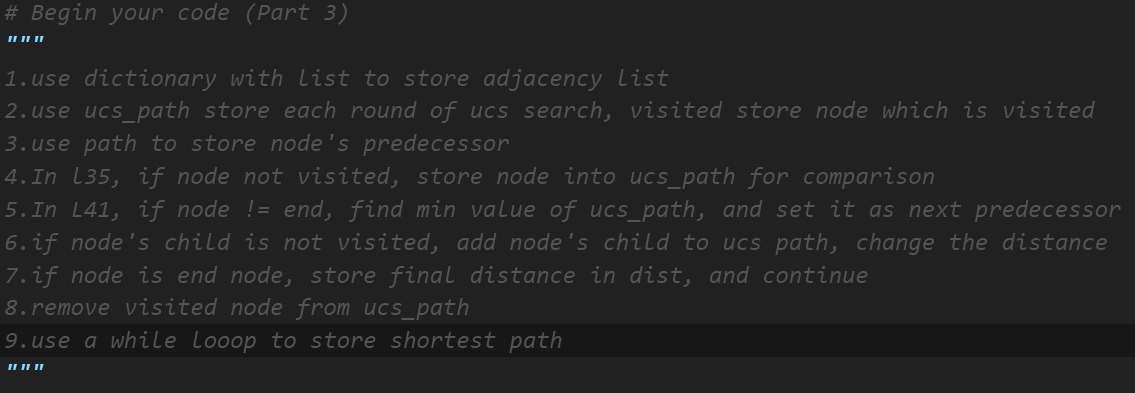 # Begin your code (Part 3)
"""
1.use dictionary with list to store adjacency list
2.use ucs_path store each round of ucs search, visited store node which is visited
3.use path to store node's predecessor
4.In l35, if node not visited, store node into ucs_path for comparison
5.In L41, if node != end, find min value of ucs_path, and set it as next predecessor
6.if node's child is not visited, add node's child to ucs path, change the distance
7.if node is end node, store final distance in dist, and continue
8.remove visited node from ucs_path
9.use a while looop to store shortest path
"""